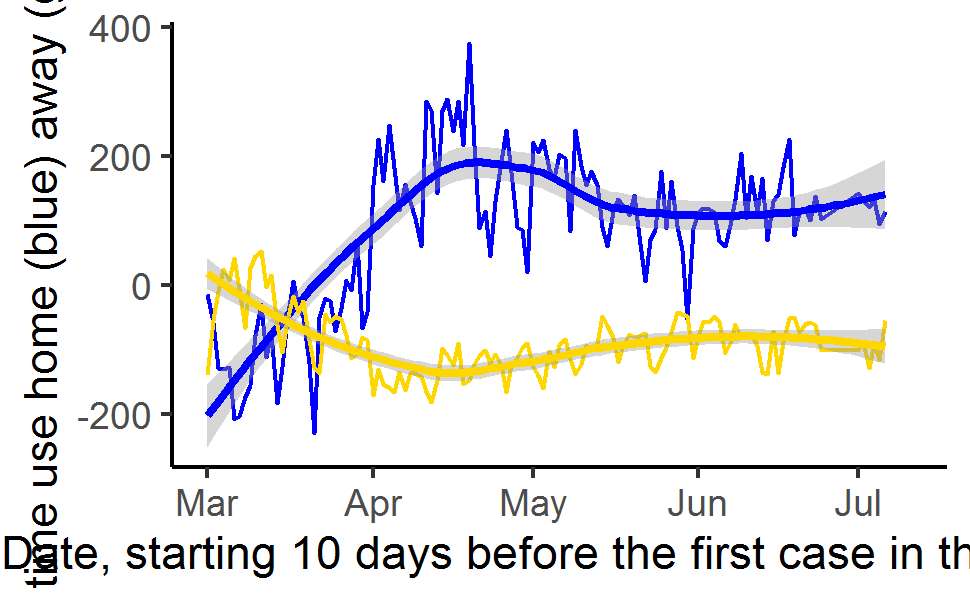 time use home (blue) away (
400
200
0
-200
Mar Apr May Jun Jul
Date, starting 10 days before the first case in th